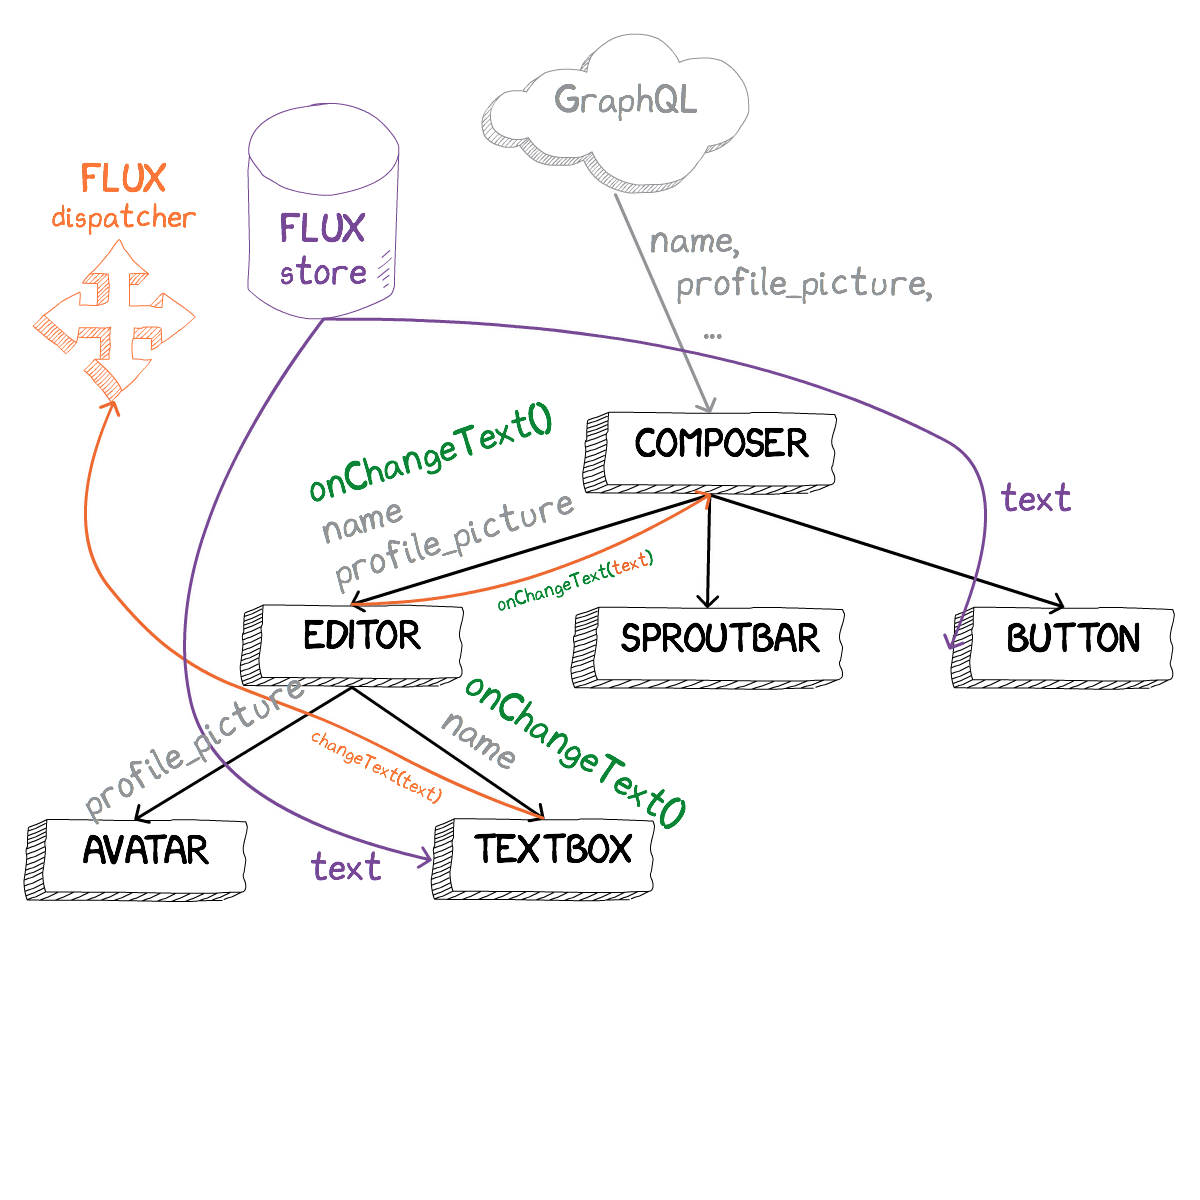 GraphQL
FLUX
dispatcher
FLUX
store
name,
profile_picture,
...
COMPOSER
onChangeText()
name
profile_picture
text
onChangeText(text)
EDITOR
SPROUTBAR
BUTTON
profile_picture
name
onChangeText()
changeText(text)
AVATAR
text
TEXTBOX